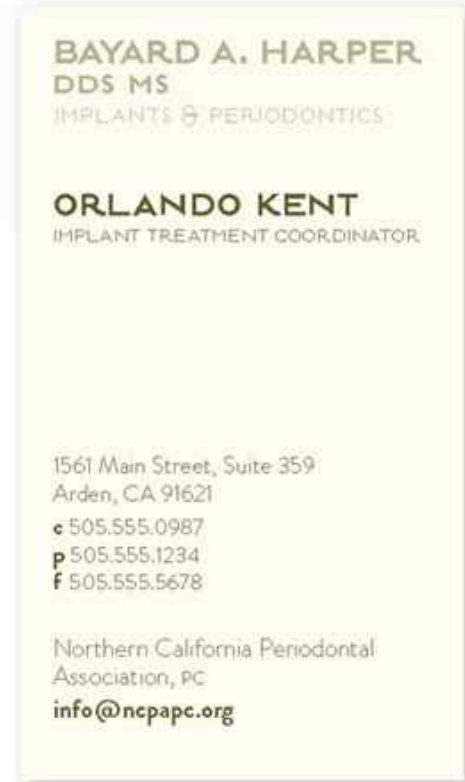 BAYARD A. HARPER
DDS MS
IMPLANTS & PERIODONTICS
ORLANDO KENT
IMPLANT TREATMENT COORDINATOR
1561 Main Street, Suite 359
Arden, CA 91621
c 505.555.0987
p 505.555.1234
f 505.555.5678
Northern California Periodontal
Association, PC
info@ncpapc.org